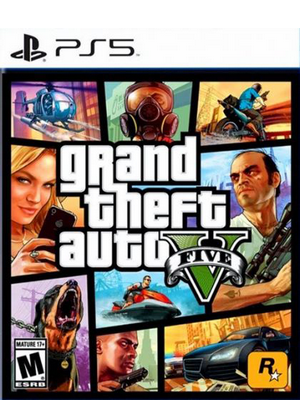 PS5
grand
theft
auto
V
FIVE
MATURE 17+
M
ESRB
R★